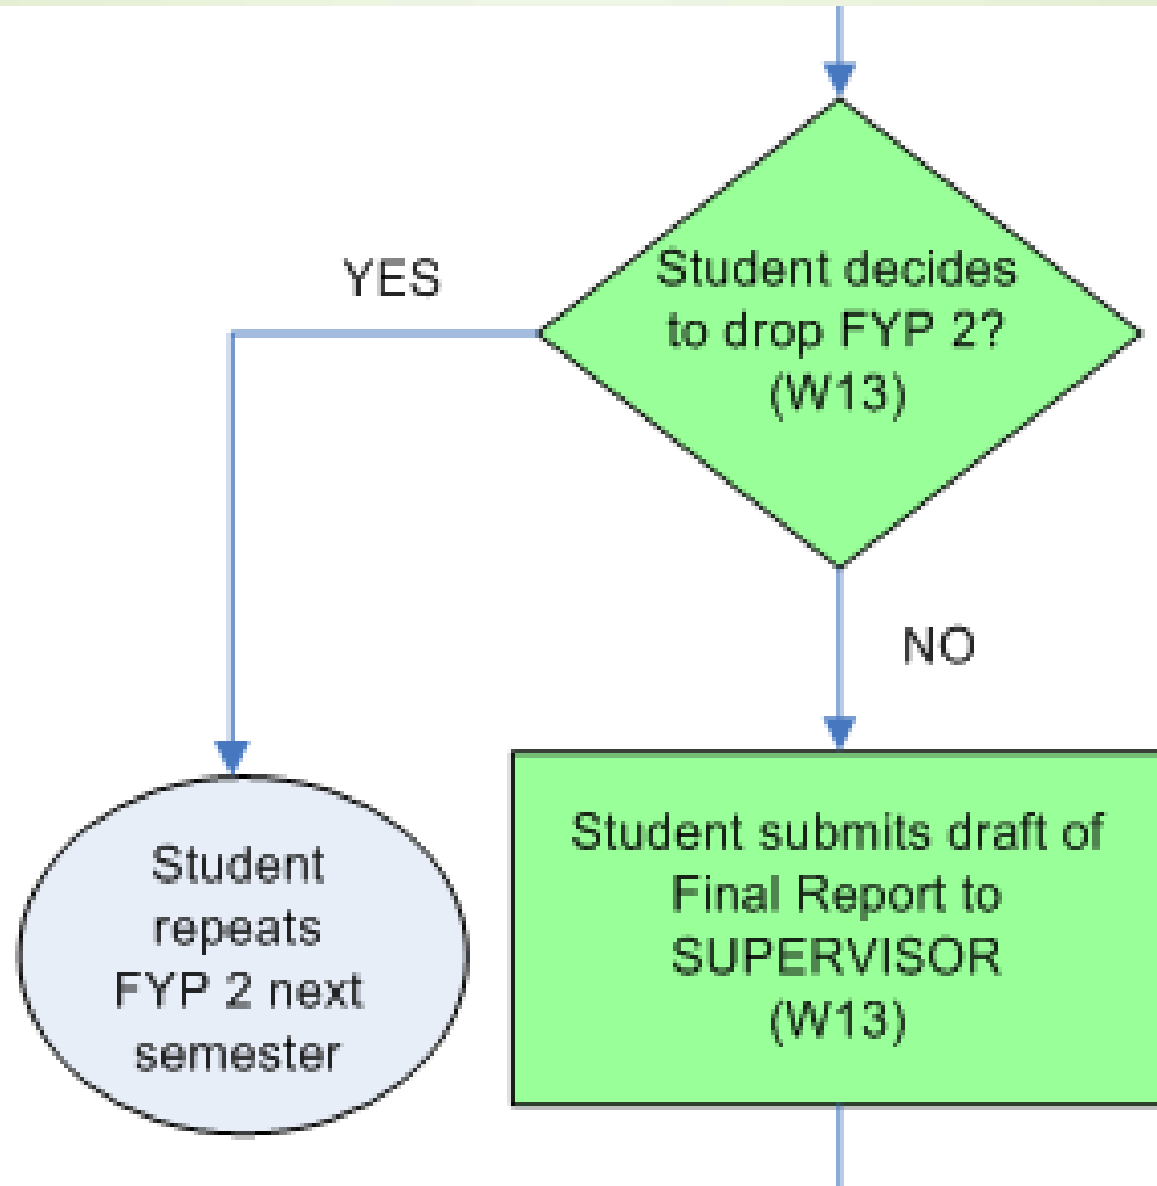 Student decides
to drop FYP 2?
(W13)
YES
NO
Student
repeats
FYP 2 next
semester
Student submits draft of
Final Report to
SUPERVISOR
(W13)